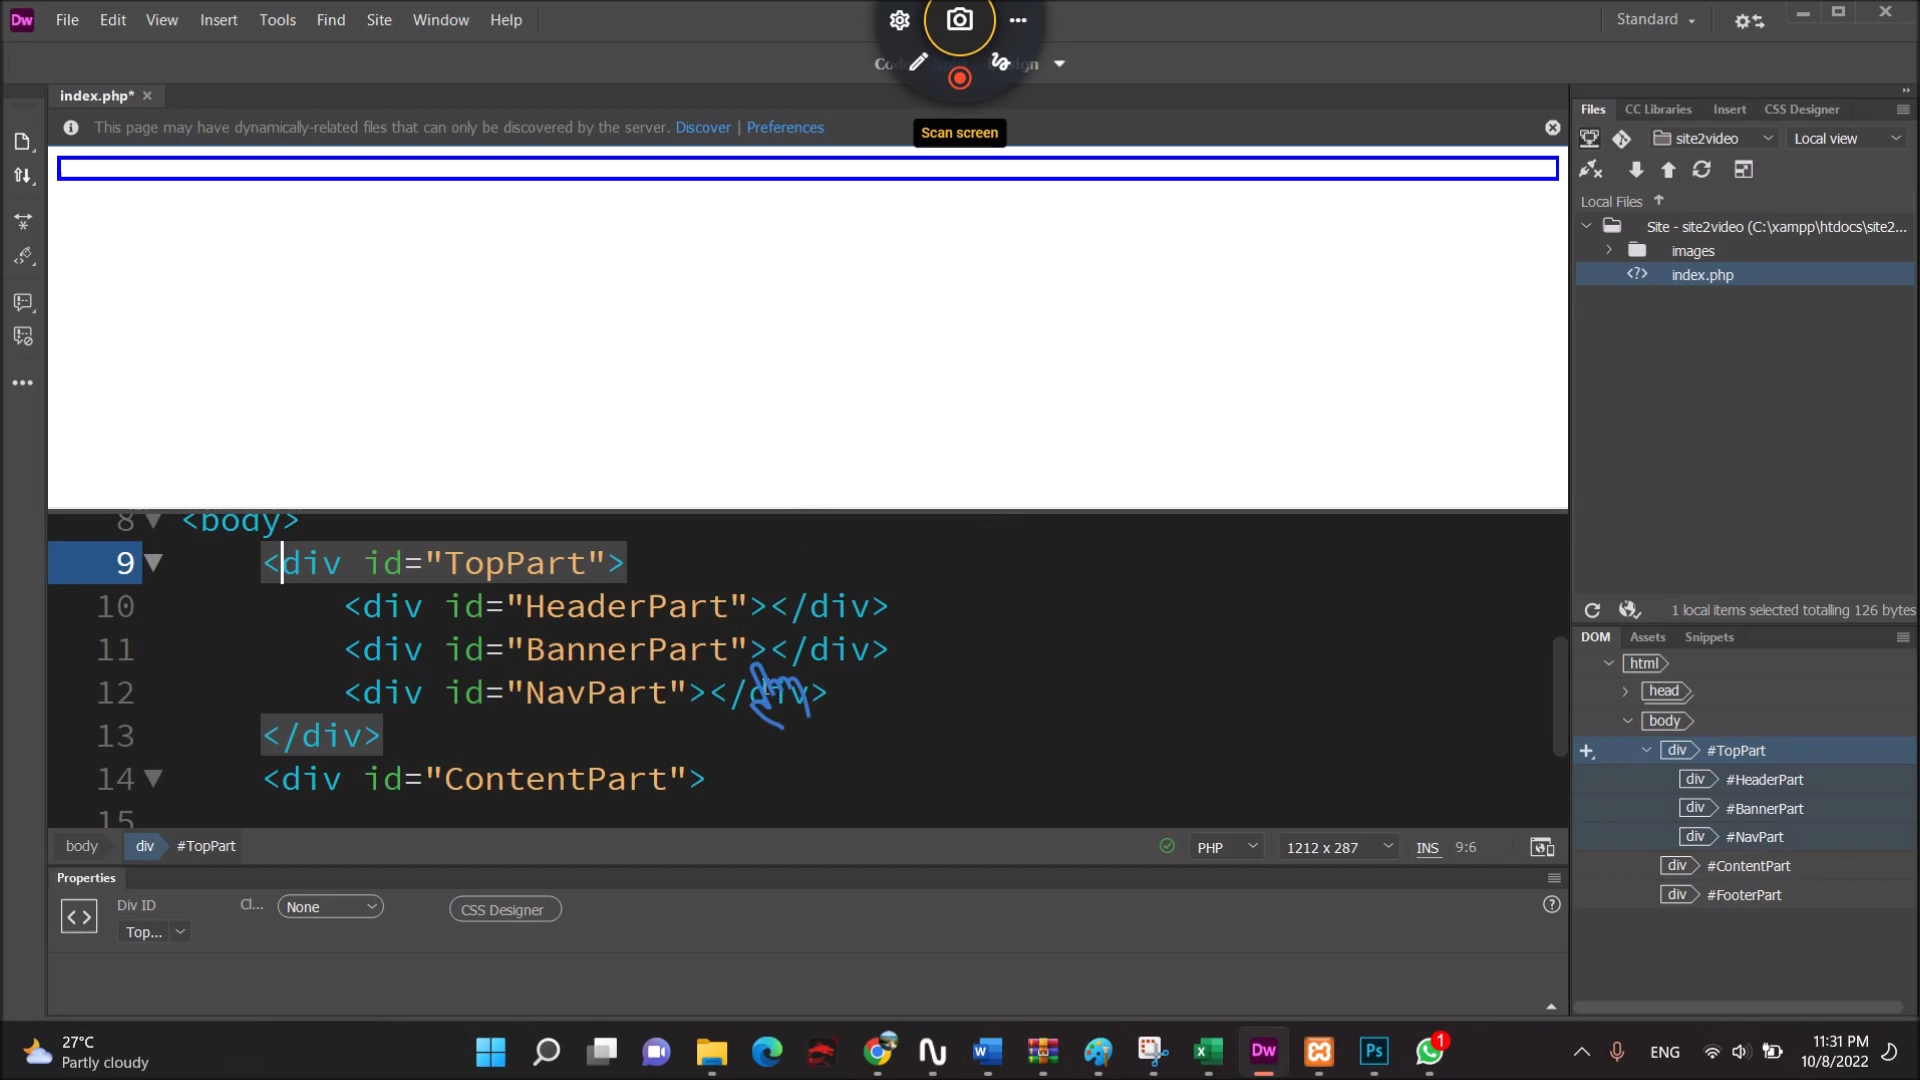 Dw File Edit View Insert Tools Find Site Window Help
Standard
index.php*
This page may have dynamically-related files that can only be discovered by the server. Discover | Preferences
Scan screen
8 <body>
9 <div id="TopPart">
10 <div id="HeaderPart"></div>
11 <div id="BannerPart"></div>
12 <div id="NavPart"></div>
13 </div>
14 <div id="ContentPart">
15
body div #TopPart
PHP 1212 x 287 INS 9:6
Properties
Div ID Cl... None CSS Designer
Top...
Files CC Libraries Insert CSS Designer
site2video Local view
Local Files
Site - site2video (C:\xampp\htdocs\site2...
images
index.php
1 local items selected totalling 126 bytes
DOM Assets Snippets
html
head
body
div #TopPart
div #HeaderPart
div #BannerPart
div #NavPart
div #ContentPart
div #FooterPart
27°C
Partly cloudy
Dw
Ps
1
ENG
11:31 PM
10/8/2022